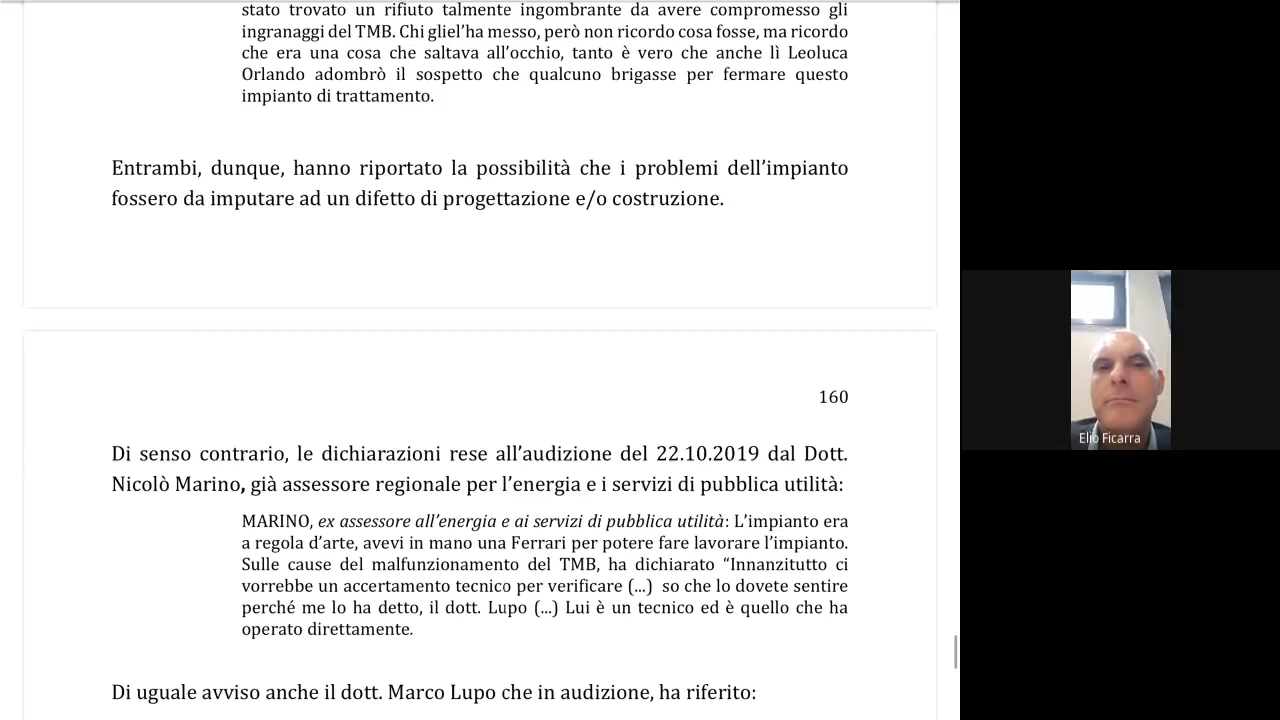 stato trovato un rifiuto talmente ingombrante da avere compromesso gli
ingranaggi del TMB. Chi gliel’ha messo, però non ricordo cosa fosse, ma ricordo
che era una cosa che saltava all’occhio, tanto è vero che anche lì Leoluca
Orlando adombrò il sospetto che qualcuno brigasse per fermare questo
impianto di trattamento.
Entrambi, dunque, hanno riportato la possibilità che i problemi dell’impianto
fossero da imputare ad un difetto di progettazione e/o costruzione.
160
Di senso contrario, le dichiarazioni rese all’audizione del 22.10.2019 dal Dott.
Nicolò Marino, già assessore regionale per l’energia e i servizi di pubblica utilità:
MARINO, ex assessore all’energia e ai servizi di pubblica utilità: L’impianto era
a regola d’arte, avevi in mano una Ferrari per potere fare lavorare l’impianto.
Sulle cause del malfunzionamento del TMB, ha dichiarato “Innanzitutto ci
vorrebbe un accertamento tecnico per verificare (...) so che lo dovete sentire
perché me lo ha detto, il dott. Lupo (...) Lui è un tecnico ed è quello che ha
operato direttamente.
Di uguale avviso anche il dott. Marco Lupo che in audizione, ha riferito:
Elio Ficarra